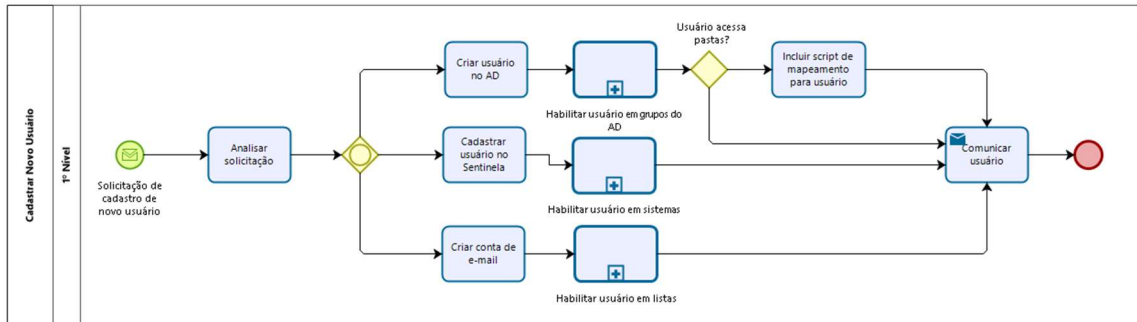 Cadastrar Novo Usuário
1º Nível
Solicitação de
cadastro de
novo usuário
Analisar
solicitação
Criar usuário
no AD
Habilitar usuário em grupos do
AD
Usuário acessa
pastas?
Incluir script de
mapeamento
para usuário
Cadastrar
usuário no
Sentinela
Habilitar usuário em sistemas
Criar conta de
e-mail
Habilitar usuário em listas
Comunicar
usuário